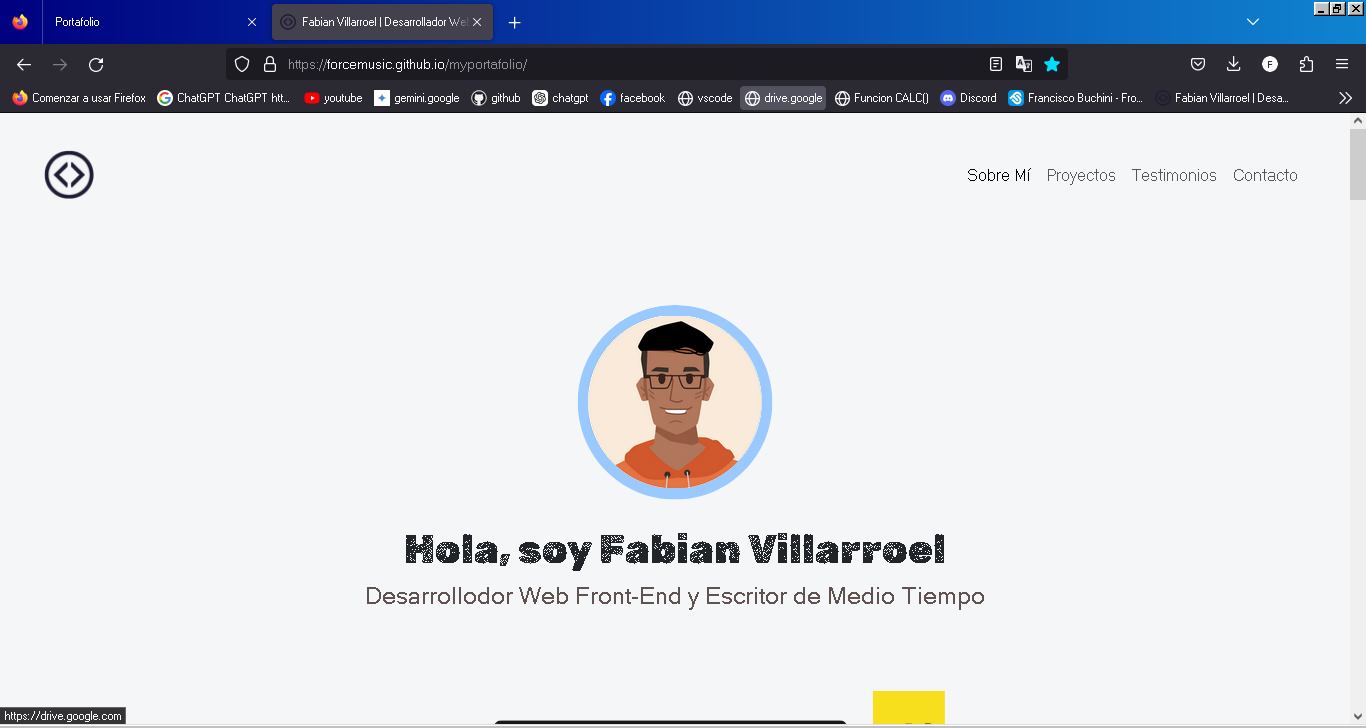 Portafolio
Fabian Villarroel | Desarrollador Web
https://forcemusic.github.io/myportafolio/
F
Comenzar a usar Firefox ChatGPT ChatGPT htt... youtube gemini.google github chatgpt facebook vscode drive.google Funcion CALC() Discord Francisco Buchini - Fro... Fabian Villarroel | Desa...
Sobre Mí Proyectos Testimonios Contacto
Hola, soy Fabian Villarroel
Desarrollodor Web Front-End y Escritor de Medio Tiempo
https://drive.google.com